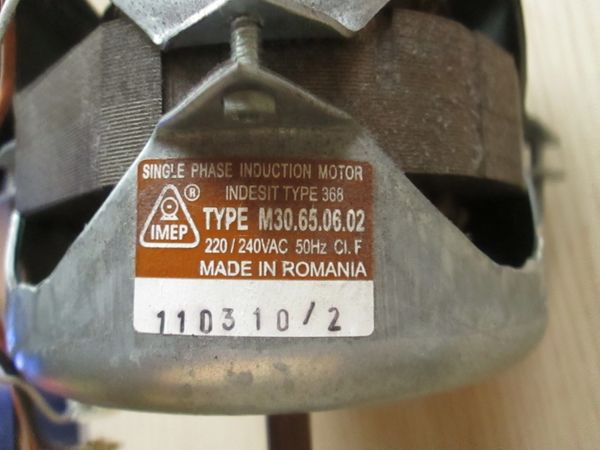 SINGLE PHASE INDUCTION MOTOR
INDESIT TYPE 368
®
IMEP
TYPE M30.65.06.02
220 / 240VAC 50Hz Cl. F
MADE IN ROMANIA
110310/2